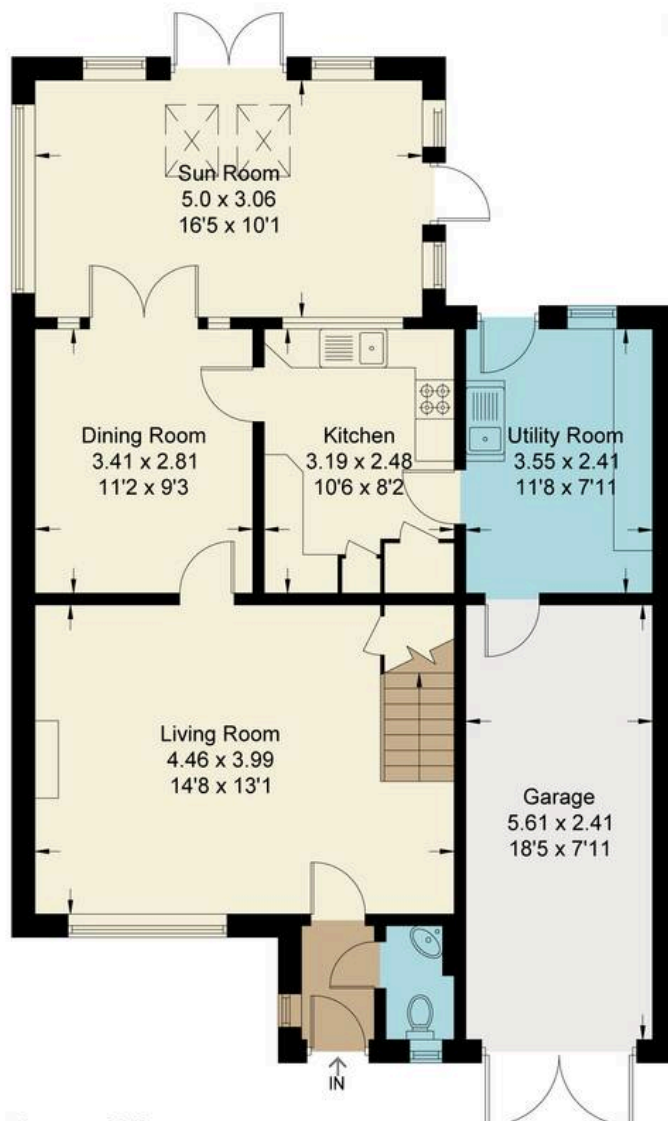 Sun Room
5.0 x 3.06
16'5 x 10'1
Dining Room
3.41 x 2.81
11'2 x 9'3
Kitchen
3.19 x 2.48
10'6 x 8'2
Utility Room
3.55 x 2.41
11'8 x 7'11
Living Room
4.46 x 3.99
14'8 x 13'1
Garage
5.61 x 2.41
18'5 x 7'11
IN